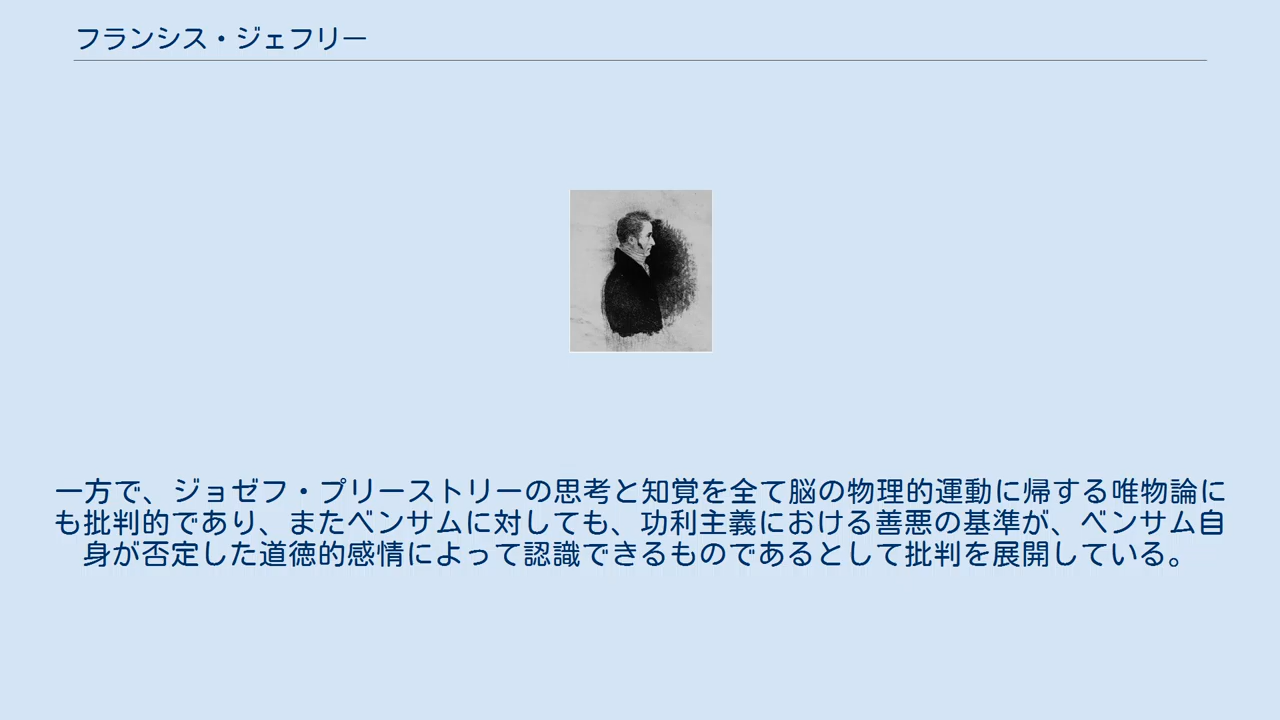 フランシス・ジェフリー
一方で、ジョゼフ・プリーストリーの思考と知覚を全て脳の物理的運動に帰する唯物論に
も批判的であり、またベンサムに対しても、功利主義における善悪の基準が、ベンサム自
身が否定した道徳的感情によって認識できるものであるとして批判を展開している。